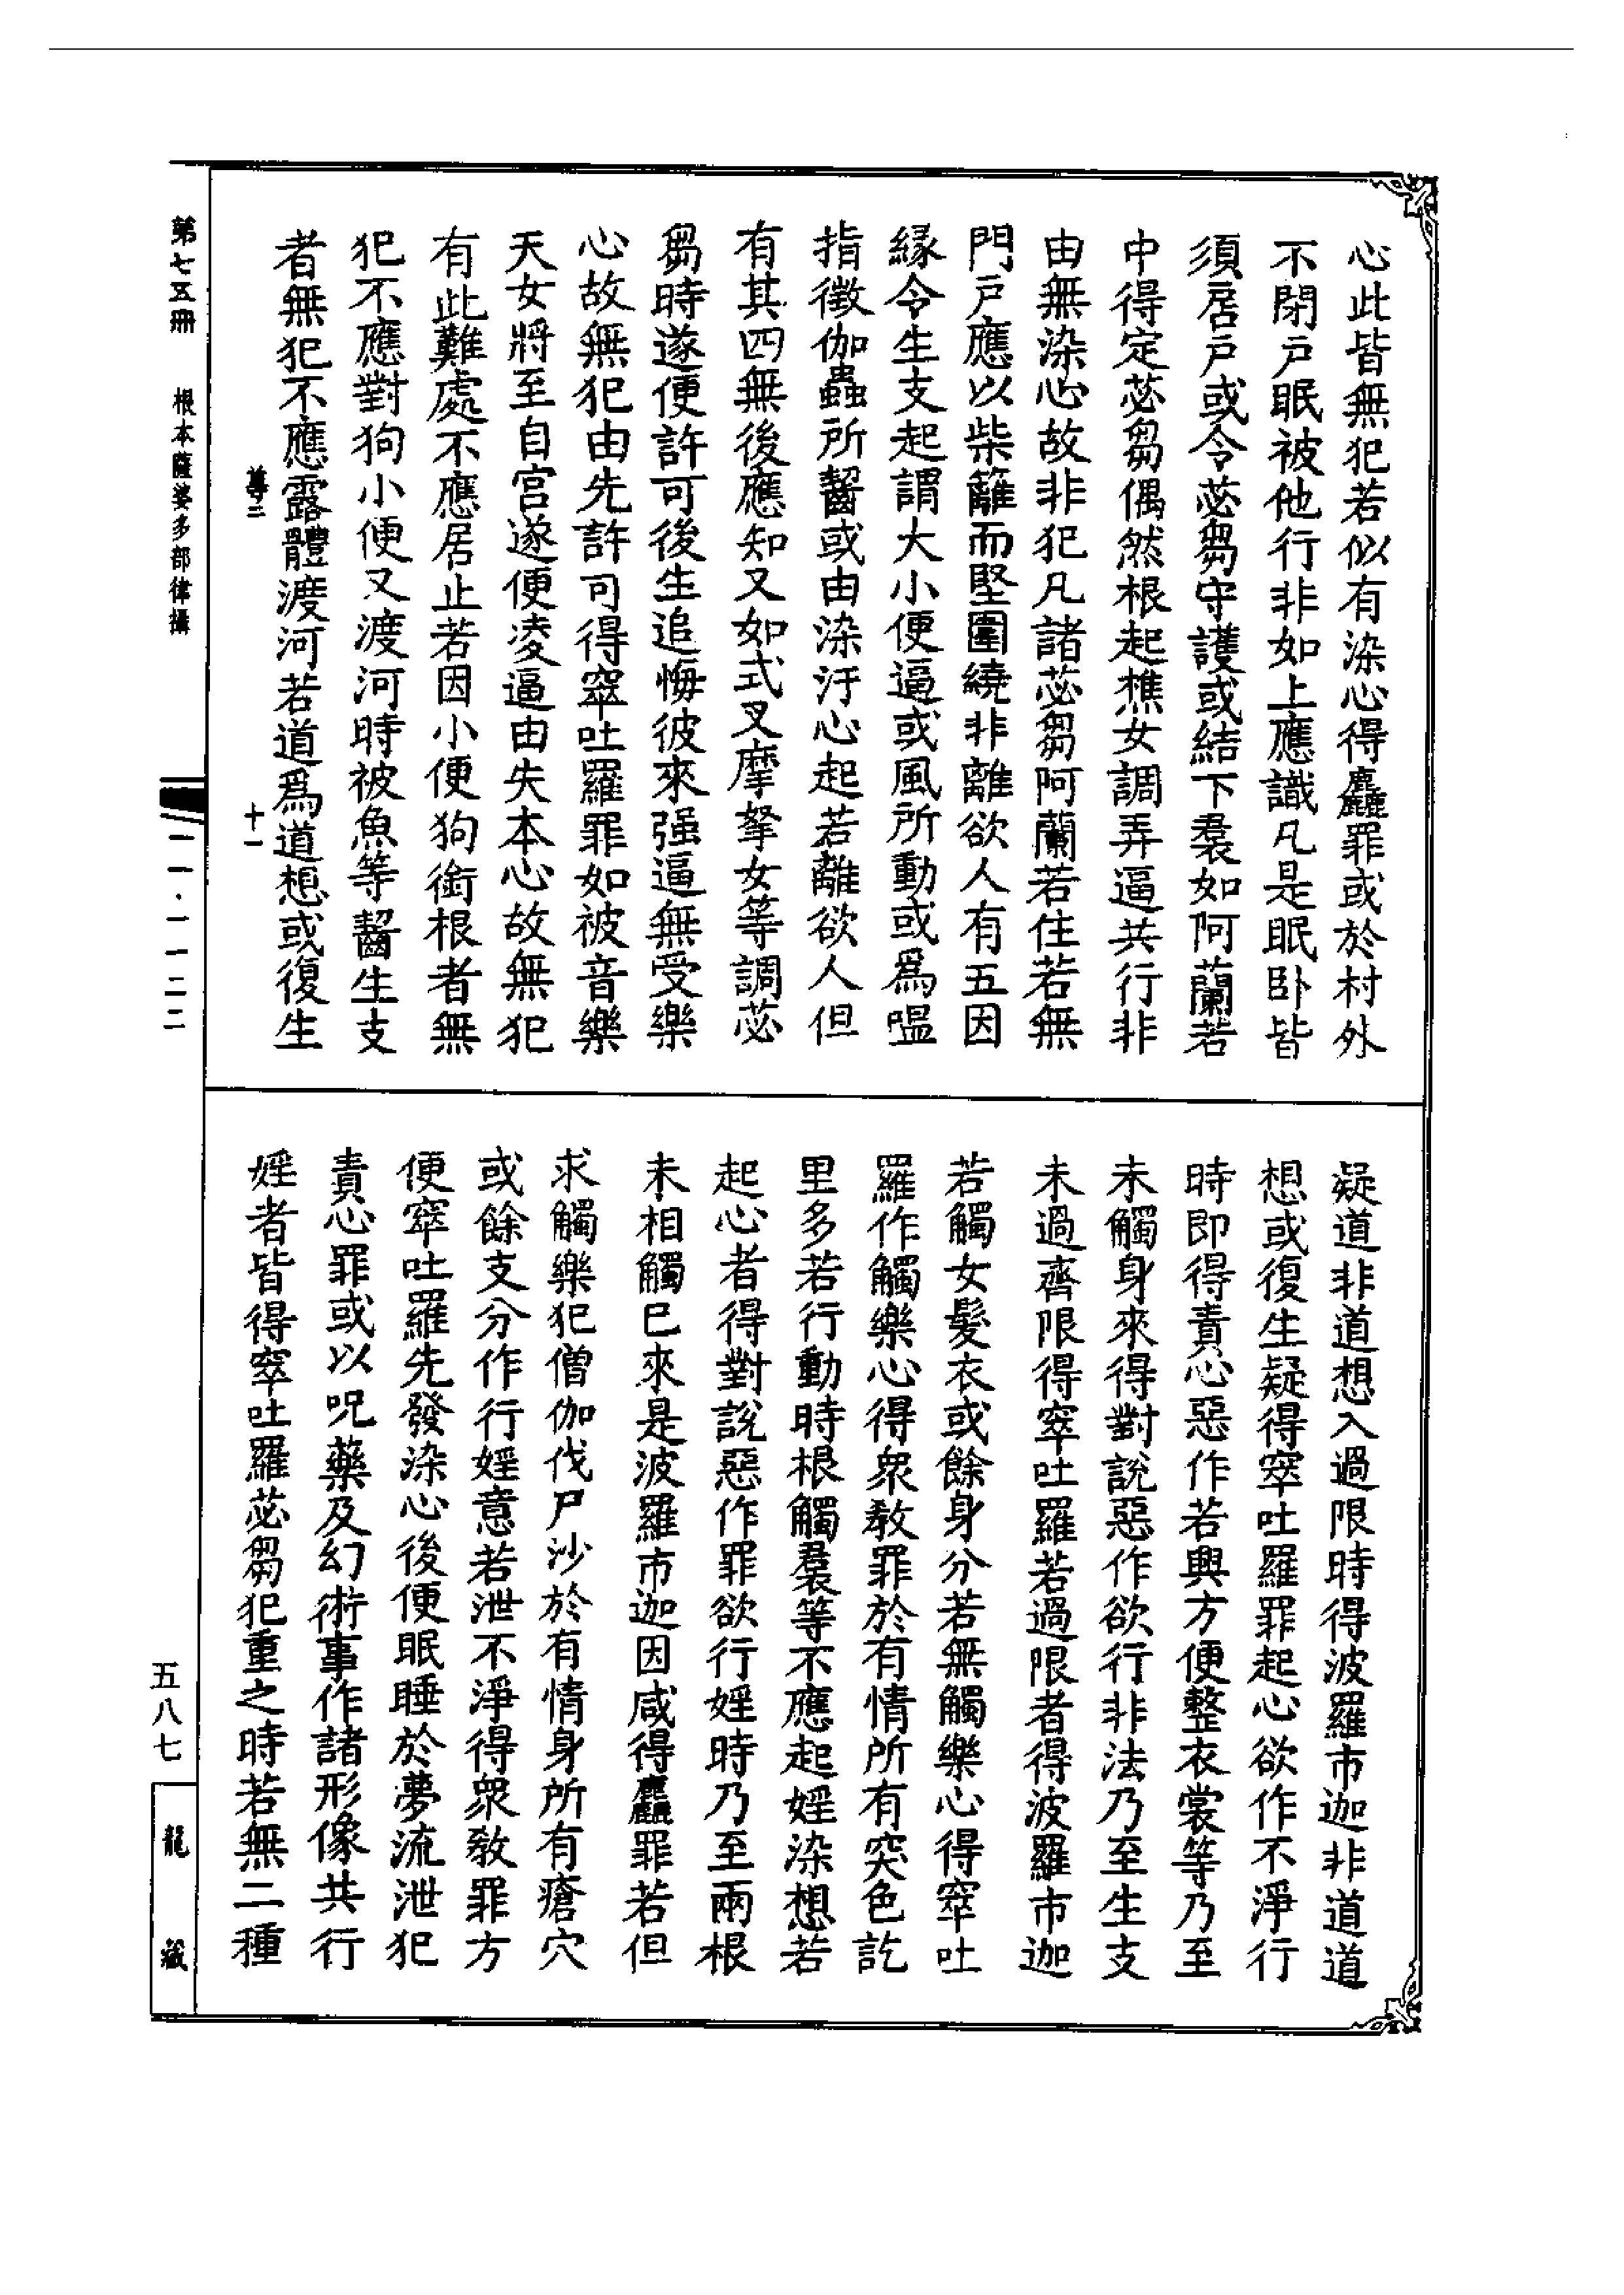 心此皆無犯若似有染心得麤罪或於村外
不閉戸眠被他行非如上應識凡是眠卧皆
須居戸或令苾芻守護或結下裙如阿蘭若
中得定苾芻偶然根起樵女調弄逼共行非
由無染心故非犯凡諸苾芻阿蘭若住若無
門戸應以柴籬而堅圍繞非離欲人有五因
緣令生支起謂大小便逼或風所動或爲嗢
指徵伽蟲所齧或由染汙心起若離欲人但
有其四無後應知又如式叉摩拏女等調苾
芻時遂便許可後生追悔彼來强逼無受樂
心故無犯由先許可得窣吐羅罪如被音樂
天女將至自宮遂便凌逼由失本心故無犯
有此難處不應居止若因小便狗銜根者無
犯不應對狗小便又渡河時被魚等齧生支
者無犯不應露體渡河若道爲道想或復生
疑道非道想入過限時得波羅市迦非道道
想或復生疑得窣吐羅罪起心欲作不淨行
時即得責心惡作若興方便整衣裳等乃至
未觸身來得對説惡作欲行非法乃至生支
未過齊限得窣吐羅若過限者得波羅市迦
若觸女髮衣或餘身分若無觸樂心得窣吐
羅作觸樂心得衆教罪於有情所有突色訖
里多若行動時根觸裙等不應起婬染想若
起心者得對説惡作罪欲行婬時乃至兩根
未相觸已來是波羅市迦因咸得麤罪若但
求觸樂犯僧伽伐尸沙於有情身所有瘡穴
或餘支分作行婬意若泄不淨得衆教罪方
便窣吐羅先發染心後便眠睡於夢流泄犯
責心罪或以呪藥及幻術事作諸形像共行
婬者皆得窣吐羅苾芻犯重之時若無二種
第七五冊 根本薩婆多部律攝
一一·一一二二
十一
五八七
龍藏